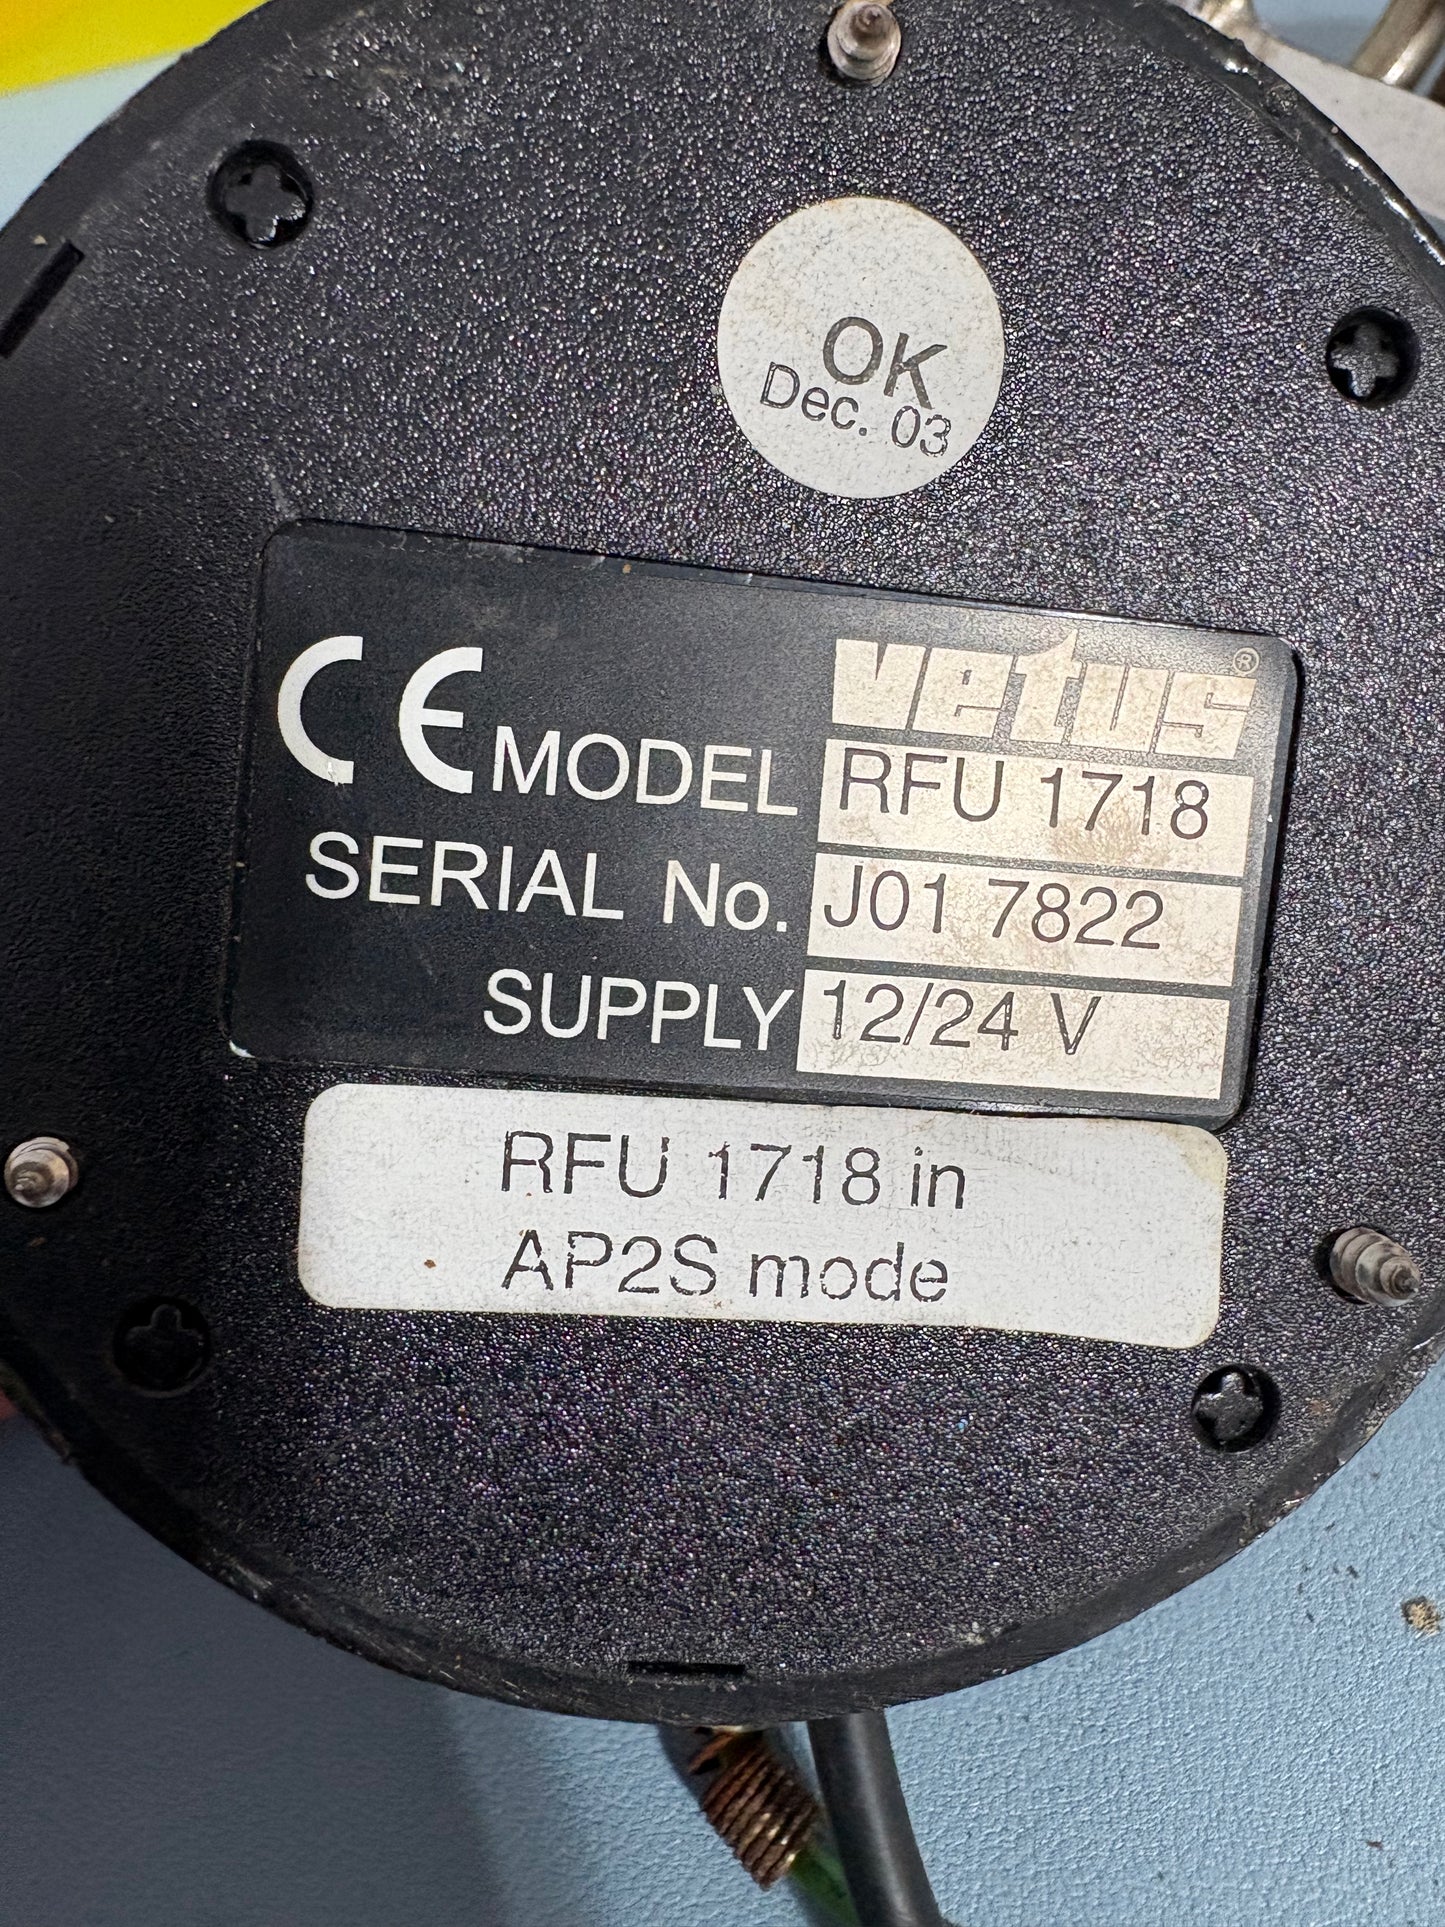 OK
Dec. 03
CE vetus®
MODEL RFU 1718
SERIAL No. J01 7822
SUPPLY 12/24 V
RFU 1718 in
AP2S mode